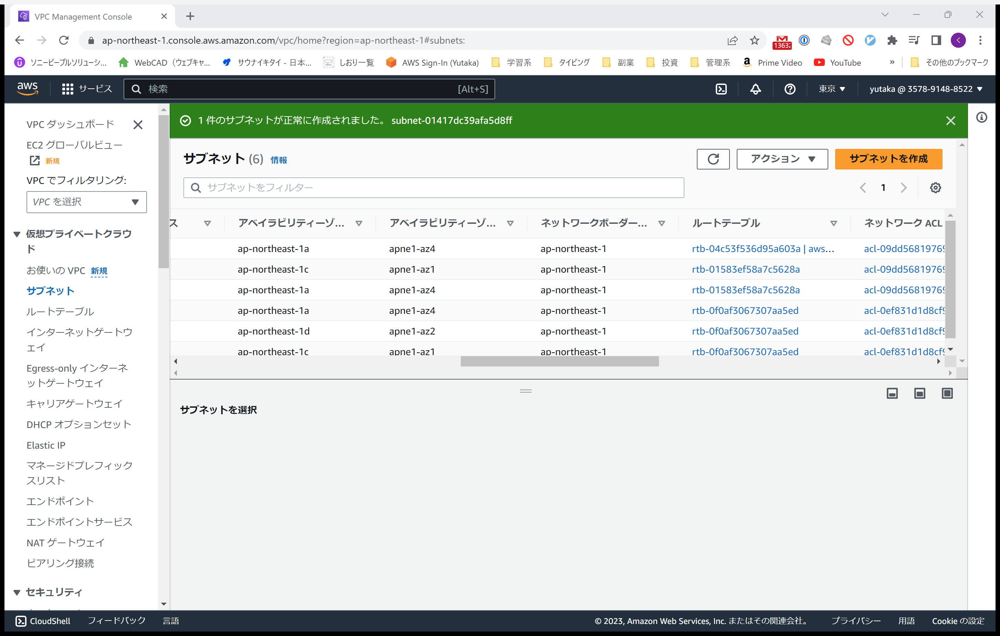 VPC Management Console
ap-northeast-1.console.aws.amazon.com/vpc/home?region=ap-northeast-1#subnets:
ソニーピープルソリューシ... WebCAD（ウェブキャ... サウナイキタイ - 日本... しおり一覧 AWS Sign-In (Yutaka) 学習系 タイピング 副業 投資 管理系 Prime Video YouTube » その他のブックマーク
aws サービス 検索 [Alt+S] 東京 yutaka @ 3578-9148-8522
VPC ダッシュボード
EC2 グローバルビュー
新規
VPC でフィルタリング:
VPC を選択
仮想プライベートクラウ
ド
お使いの VPC 新規
サブネット
ルートテーブル
インターネットゲートウ
ェイ
Egress-only インターネ
ットゲートウェイ
キャリアゲートウェイ
DHCP オプションセット
Elastic IP
マネージドプレフィック
スリスト
エンドポイント
エンドポイントサービス
NAT ゲートウェイ
ピアリング接続
セキュリティ
1 件のサブネットが正常に作成されました。 subnet-01417dc39afa5d8ff
サブネット (6) 情報
アクション
サブネットを作成
サブネットをフィルター
1
ス アベイラビリティーゾ... アベイラビリティーゾ... ネットワークボーダー... ルートテーブル ネットワーク ACL
ap-northeast-1a apne1-az4 ap-northeast-1 rtb-04c53f536d95a603a | aws... acl-09dd5681976
ap-northeast-1c apne1-az1 ap-northeast-1 rtb-01583ef58a7c5628a acl-09dd5681976
ap-northeast-1a apne1-az4 ap-northeast-1 rtb-01583ef58a7c5628a acl-09dd5681976
ap-northeast-1a apne1-az4 ap-northeast-1 rtb-0f0af3067307aa5ed acl-0ef831d1d8cf
ap-northeast-1d apne1-az2 ap-northeast-1 rtb-0f0af3067307aa5ed acl-0ef831d1d8cf
ap-northeast-1c apne1-az1 ap-northeast-1 rtb-0f0af3067307aa5ed acl-0ef831d1d8cf
サブネットを選択
CloudShell フィードバック 言語 © 2023, Amazon Web Services, Inc. またはその関連会社。 プライバシー 用語 Cookie の設定